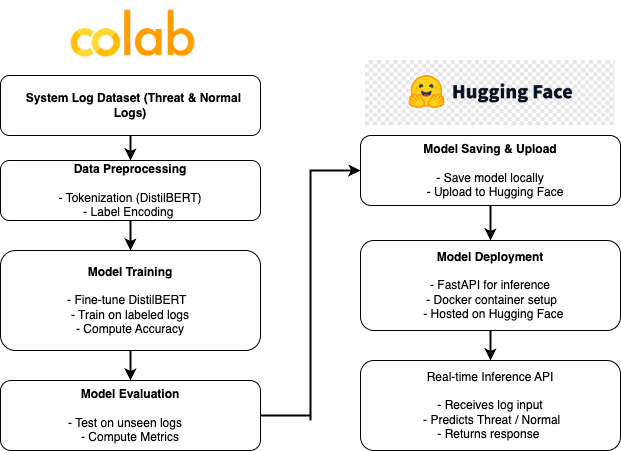 colab
System Log Dataset (Threat & Normal
Logs)
Data Preprocessing
- Tokenization (DistilBERT)
- Label Encoding
Model Training
- Fine-tune DistilBERT
- Train on labeled logs
- Compute Accuracy
Model Evaluation
- Test on unseen logs
- Compute Metrics
Hugging Face
Model Saving & Upload
- Save model locally
- Upload to Hugging Face
Model Deployment
- FastAPI for inference
- Docker container setup
- Hosted on Hugging Face
Real-time Inference API
- Receives log input
- Predicts Threat / Normal
- Returns response